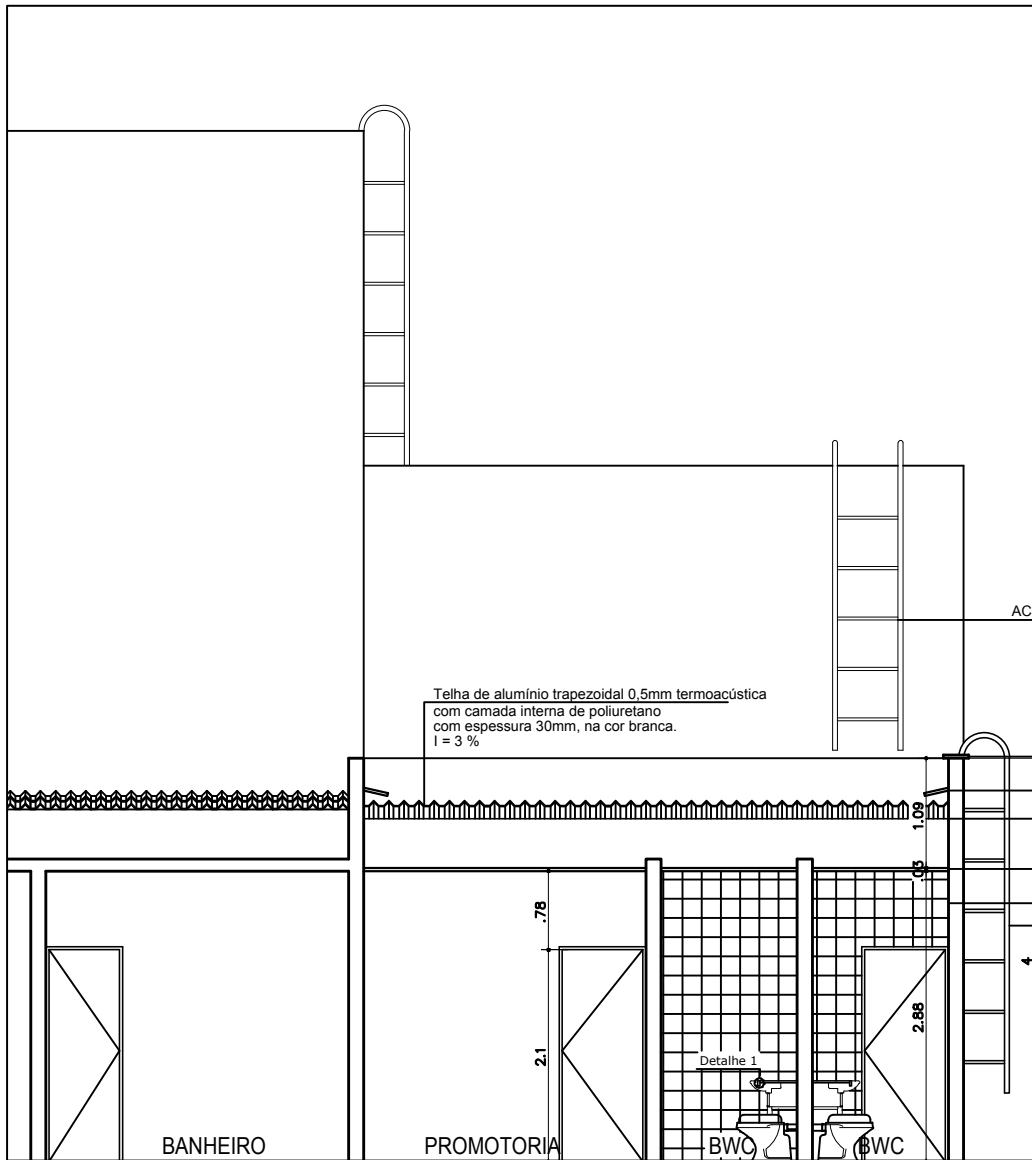 AC
Telha de alumínio trapezoidal 0,5mm termoacústica
com camada interna de poliuretano
com espessura 30mm, na cor branca.
I = 3 %
1.09
.03
.78
2.88
4
2.1
Detalhe 1
BANHEIRO
PROMOTORIA
BWC
BWC